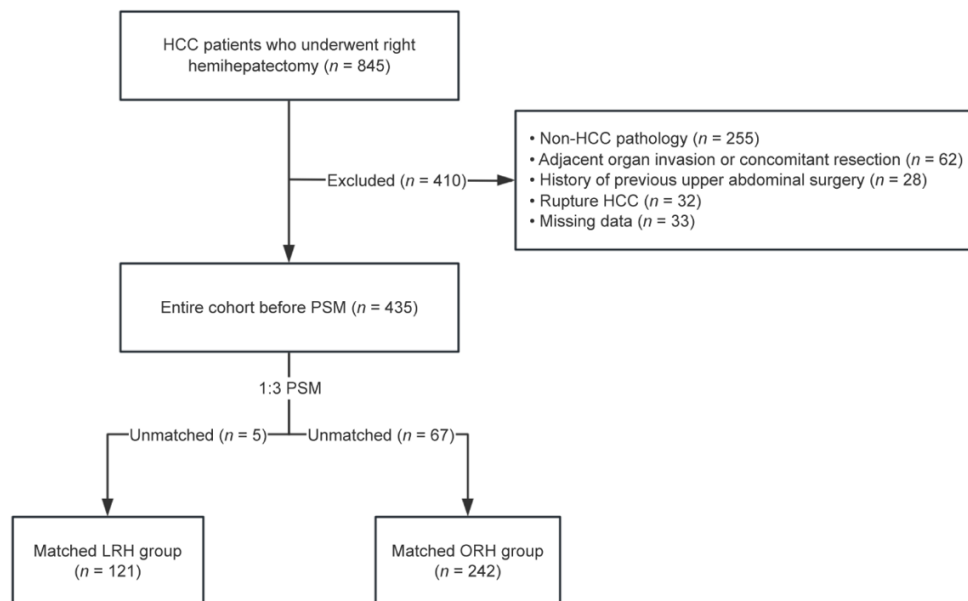 HCC patients who underwent right
hemihepatectomy (n = 845)
Excluded (n = 410)
• Non-HCC pathology (n = 255)
• Adjacent organ invasion or concomitant resection (n = 62)
• History of previous upper abdominal surgery (n = 28)
• Rupture HCC (n = 32)
• Missing data (n = 33)
Entire cohort before PSM (n = 435)
1:3 PSM
Unmatched (n = 5)
Unmatched (n = 67)
Matched LRH group
(n = 121)
Matched ORH group
(n = 242)